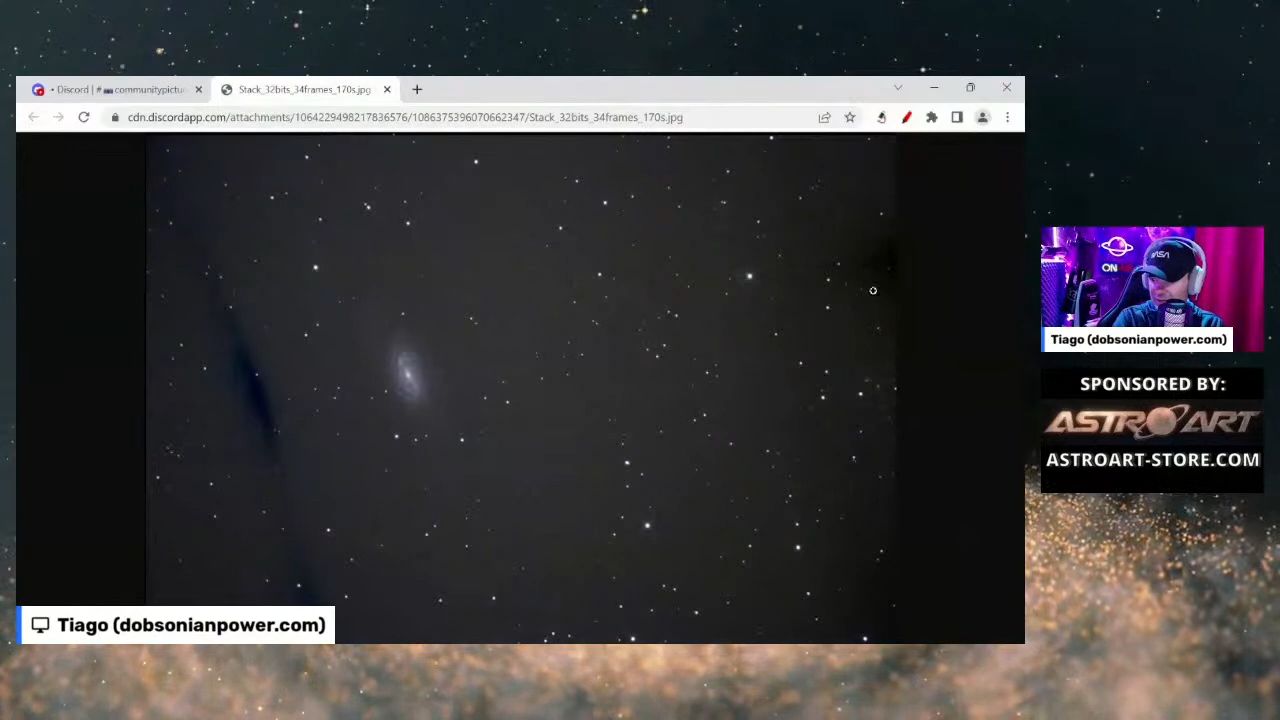 • Discord | # communitypictu
Stack_32bits_34frames_170s.jpg
cdn.discordapp.com/attachments/1064229498217836576/1086375396070662347/Stack_32bits_34frames_170s.jpg
NASA
ON
Tiago (dobsonianpower.com)
SPONSORED BY:
ASTROART
ASTROART-STORE.COM
Tiago (dobsonianpower.com)